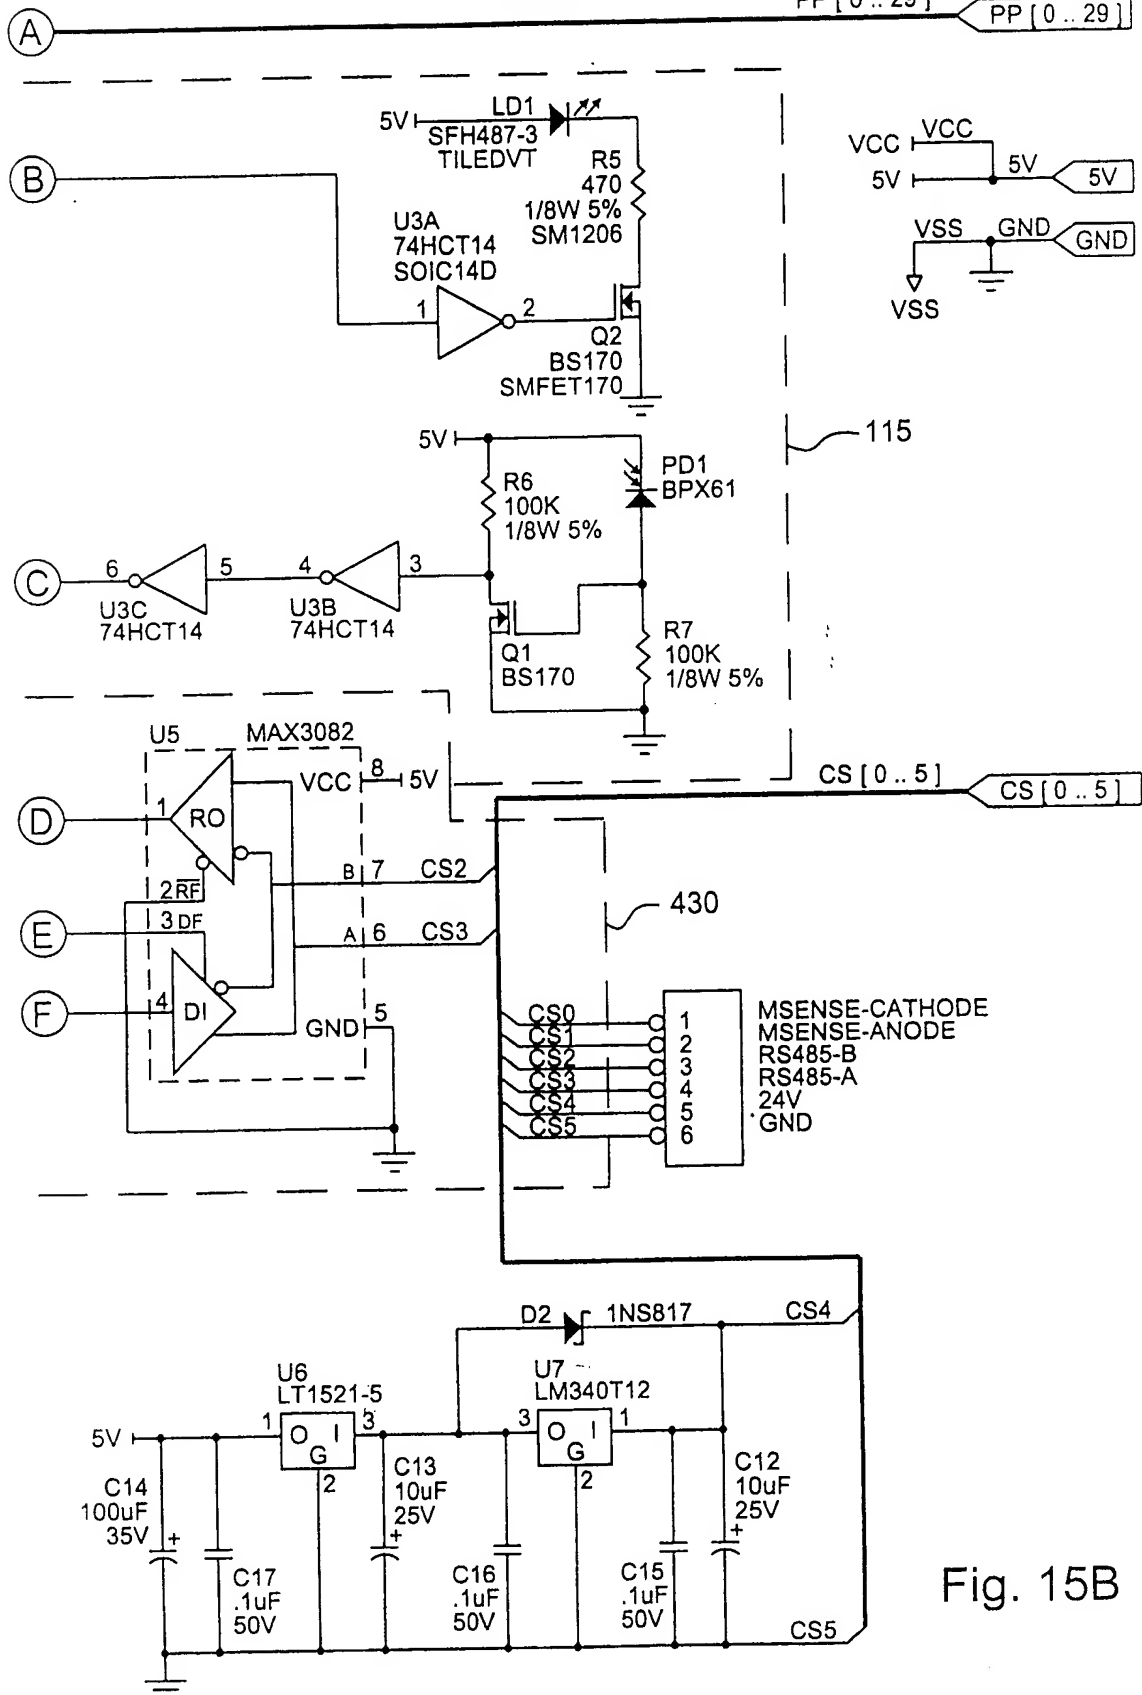 PP [ 0 .. 29 ]
PP [ 0 .. 29 ]
A
LD1
5V
SFH487-3
TILEDVT
R5
470
1/8W 5%
SM1206
B
U3A
74HCT14
SOIC14D
1
2
Q2
BS170
SMFET170
VCC
VCC
5V
5V
5V
VSS
GND
GND
VSS
115
5V
R6
100K
1/8W 5%
PD1
BPX61
C
6
5
4
3
U3C
74HCT14
U3B
74HCT14
Q1
BS170
R7
100K
1/8W 5%
U5
MAX3082
VCC
8
5V
CS [ 0 .. 5 ]
CS [ 0 .. 5 ]
D
1
RO
B
7
CS2
2
RF
E
3
DF
A
6
CS3
430
F
4
DI
GND
5
CS0
1
MSENSE-CATHODE
CS1
2
MSENSE-ANODE
CS2
3
RS485-B
CS3
4
RS485-A
CS4
5
24V
CS5
6
GND
D2
1NS817
CS4
U6
LT1521-5
U7
LM340T12
5V
1
O
I
G
3
2
3
O
I
G
1
2
C14
100uF
35V
+
C13
10uF
25V
+
C12
10uF
25V
+
C17
.1uF
50V
C16
.1uF
50V
C15
.1uF
50V
CS5
Fig. 15B